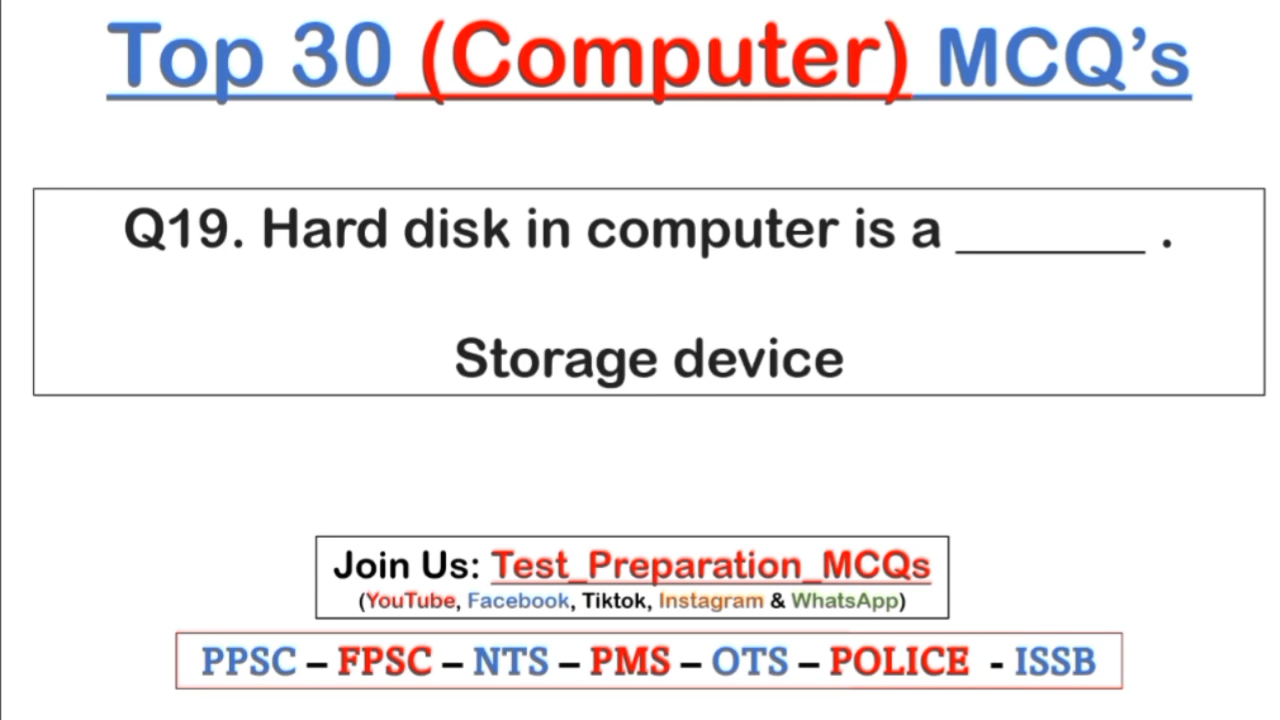 Top 30 (Computer) MCQ’s
Q19. Hard disk in computer is a _______ .
Storage device
Join Us: Test_Preparation_MCQs
(YouTube, Facebook, Tiktok, Instagram & WhatsApp)
PPSC – FPSC – NTS – PMS – OTS – POLICE - ISSB